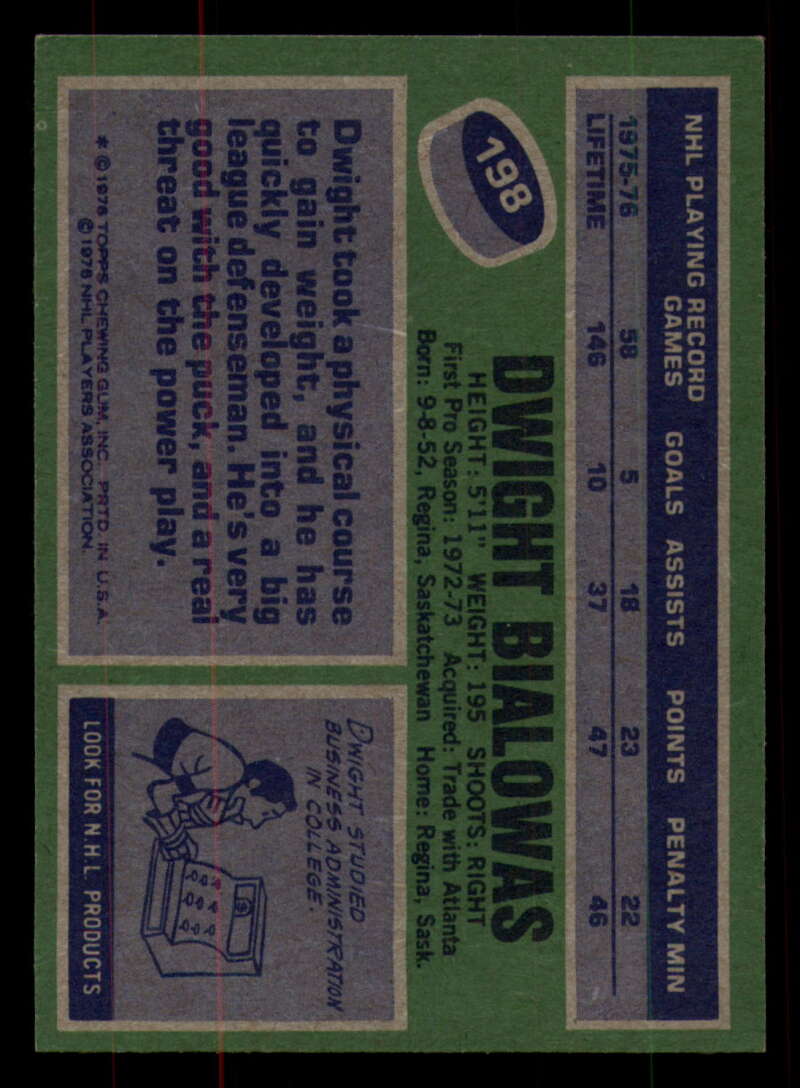 NHL PLAYING RECORD
GAMES GOALS ASSISTS POINTS PENALTY MIN
1975-76 58 5 18 23 22
LIFETIME 146 10 37 47 46
198
DWIGHT BIALOWAS
HEIGHT: 5'11" WEIGHT: 195 SHOOTS: RIGHT
First Pro Season: 1972-73 Acquired: Trade with Atlanta
Born: 9-8-52, Regina, Saskatchewan Home: Regina, Sask.
Dwight took a physical course
to gain weight, and he has
quickly developed into a big
league defenseman. He's very
good with the puck, and a real
threat on the power play.
* © 1976 TOPPS CHEWING GUM, INC. PRTD. IN U.S.A.
© 1976 NHL PLAYERS ASSOCIATION.
DWIGHT STUDIED
BUSINESS ADMINISTRATION
IN COLLEGE.
LOOK FOR N.H.L. PRODUCTS